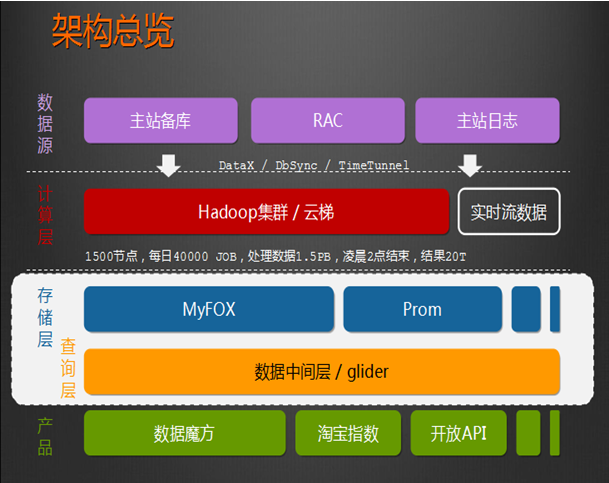 架构总览
数据源
主站备库
RAC
主站日志
DataX / DbSync / TimeTunnel
计算层
Hadoop集群 / 云梯
实时流数据
1500节点，每日40000 JOB，处理数据1.5PB，凌晨2点结束，结果20T
存储层
MyFOX
Prom
查询层
数据中间层 / glider
产品
数据魔方
淘宝指数
开放API